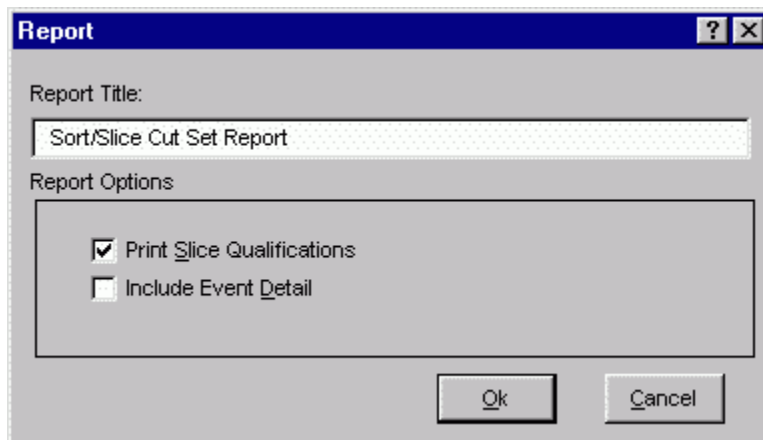 Report
Report Title:
Sort/Slice Cut Set Report
Report Options
Print Slice Qualifications
Include Event Detail
Ok Cancel